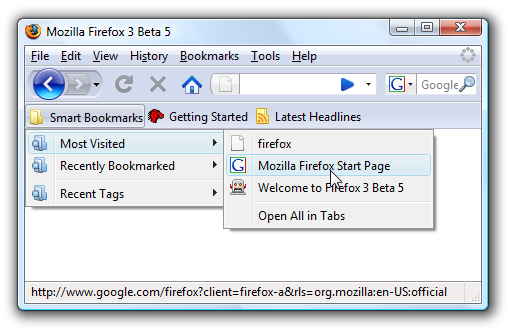 Mozilla Firefox 3 Beta 5
File Edit View History Bookmarks Tools Help
G Google
Smart Bookmarks Getting Started Latest Headlines
Most Visited
Recently Bookmarked
Recent Tags
firefox
G Mozilla Firefox Start Page
Welcome to Firefox 3 Beta 5
Open All in Tabs
http://www.google.com/firefox?client=firefox-a&rls=org.mozilla:en-US:official